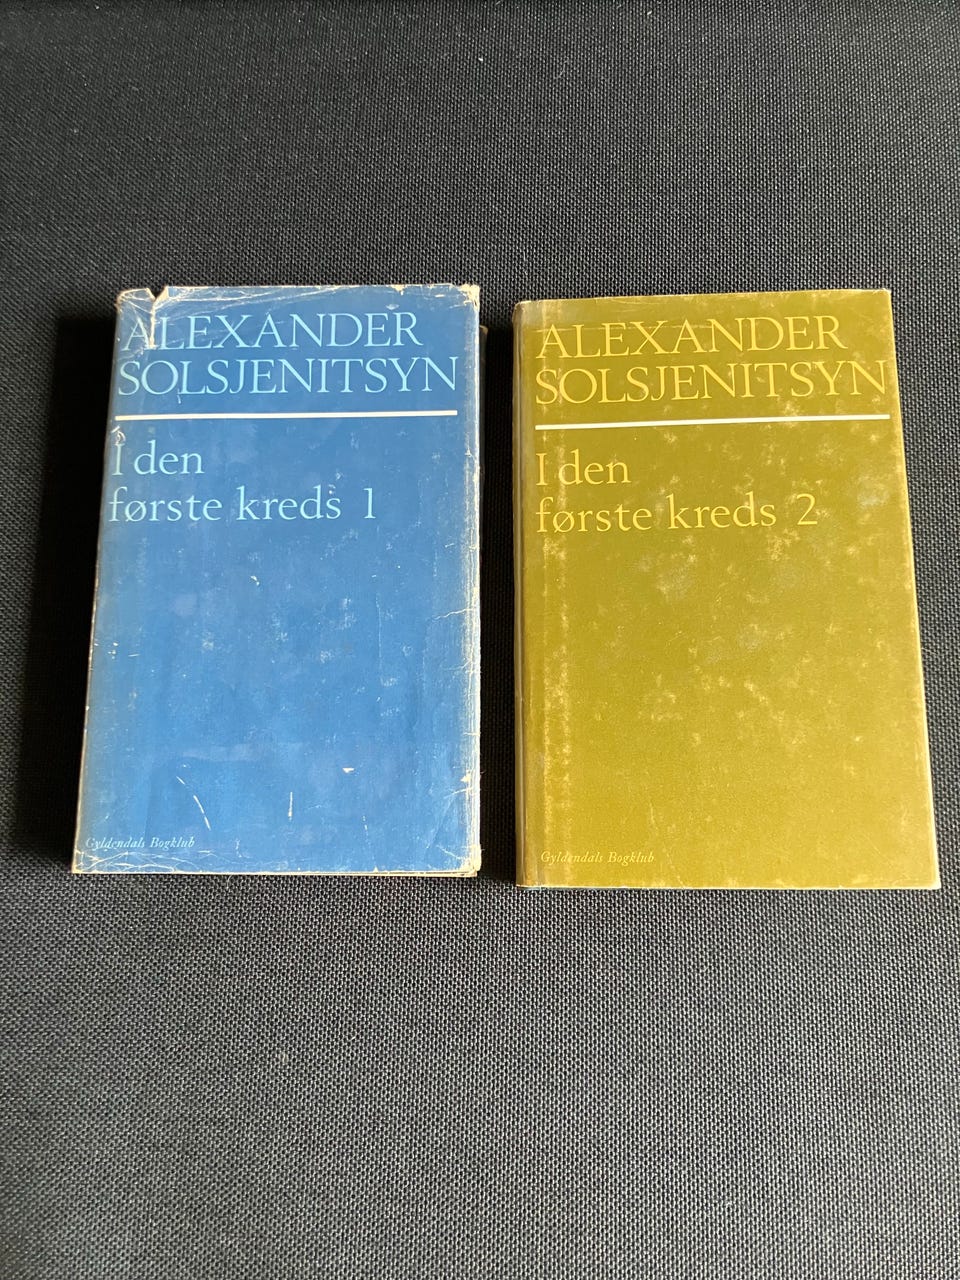 ALEXANDER
SOLSJENITSYN
I den
første kreds 1
Gyldendals Bogklub
ALEXANDER
SOLSJENITSYN
I den
første kreds 2
Gyldendals Bogklub